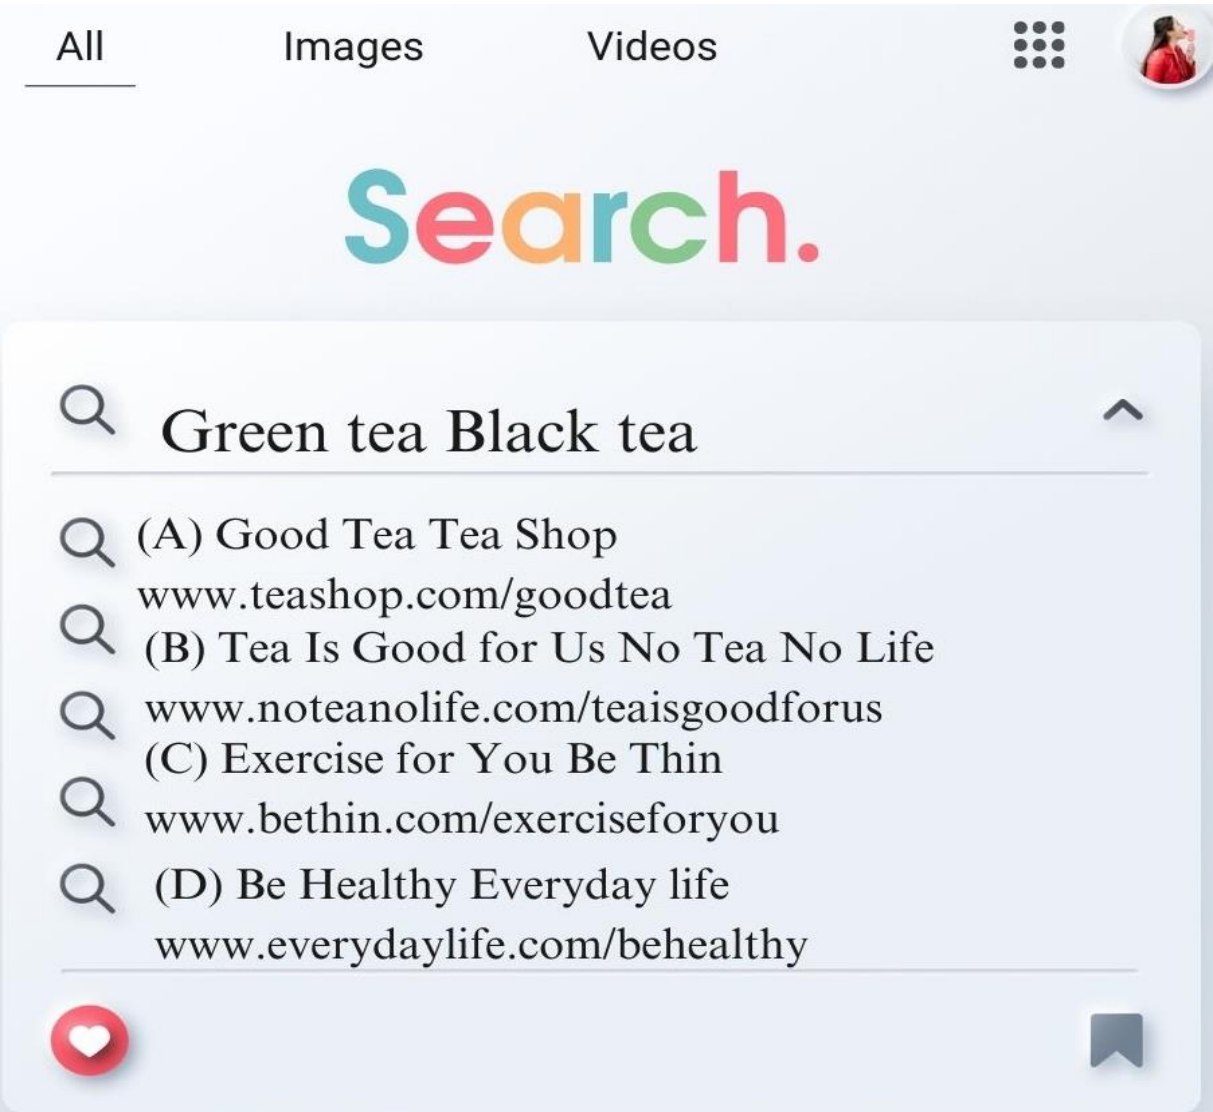 All Images Videos
Search.
Green tea Black tea
(A) Good Tea Tea Shop
www.teashop.com/goodtea
(B) Tea Is Good for Us No Tea No Life
www.noteanolife.com/teaisgoodforus
(C) Exercise for You Be Thin
www.bethin.com/exerciseforyou
(D) Be Healthy Everyday life
www.everydaylife.com/behealthy